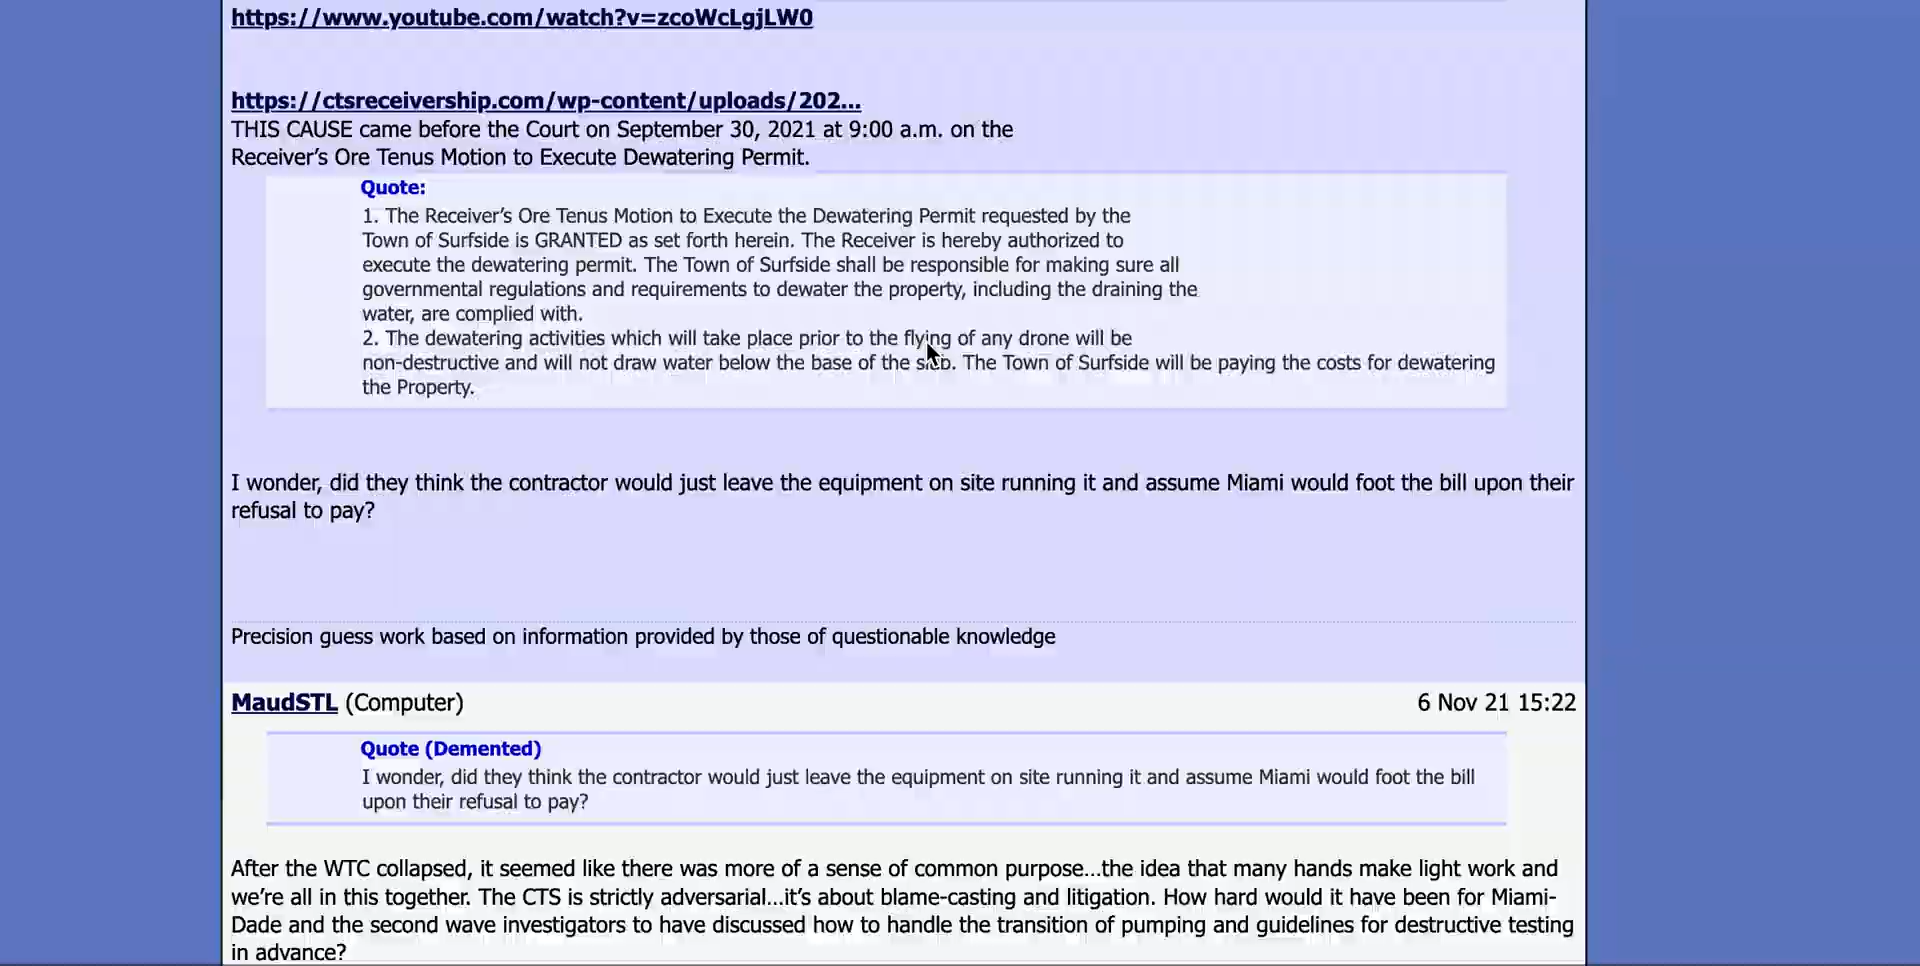 https://www.youtube.com/watch?v=zcoWcLgjLW0
https://ctsreceivership.com/wp-content/uploads/202...
THIS CAUSE came before the Court on September 30, 2021 at 9:00 a.m. on the
Receiver's Ore Tenus Motion to Execute Dewatering Permit.
Quote:
1. The Receiver's Ore Tenus Motion to Execute the Dewatering Permit requested by the
Town of Surfside is GRANTED as set forth herein. The Receiver is hereby authorized to
execute the dewatering permit. The Town of Surfside shall be responsible for making sure all
governmental regulations and requirements to dewater the property, including the draining the
water, are complied with.
2. The dewatering activities which will take place prior to the flying of any drone will be
non-destructive and will not draw water below the base of the slab. The Town of Surfside will be paying the costs for dewatering
the Property.
I wonder, did they think the contractor would just leave the equipment on site running it and assume Miami would foot the bill upon their
refusal to pay?
Precision guess work based on information provided by those of questionable knowledge
MaudSTL (Computer) 6 Nov 21 15:22
Quote (Demented)
I wonder, did they think the contractor would just leave the equipment on site running it and assume Miami would foot the bill
upon their refusal to pay?
After the WTC collapsed, it seemed like there was more of a sense of common purpose...the idea that many hands make light work and
we're all in this together. The CTS is strictly adversarial...it's about blame-casting and litigation. How hard would it have been for Miami-
Dade and the second wave investigators to have discussed how to handle the transition of pumping and guidelines for destructive testing
in advance?